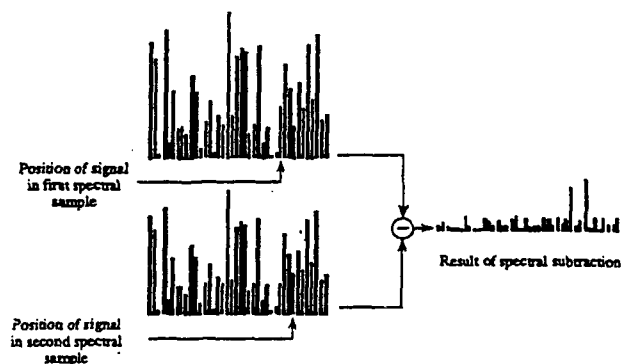 Position of signal
in first spectral
sample
Result of spectral subtraction
Position of signal
in second spectral
sample